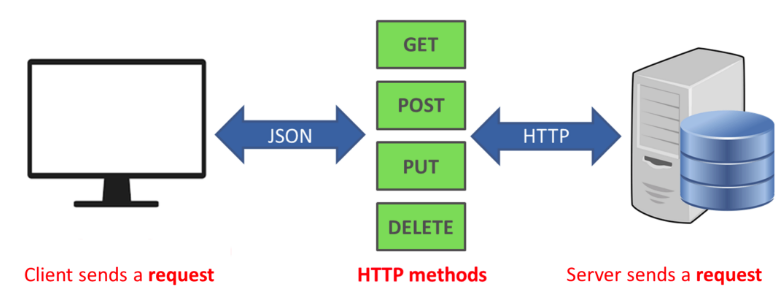 GET
POST
JSON
HTTP
PUT
DELETE
Client sends a request
HTTP methods
Server sends a request